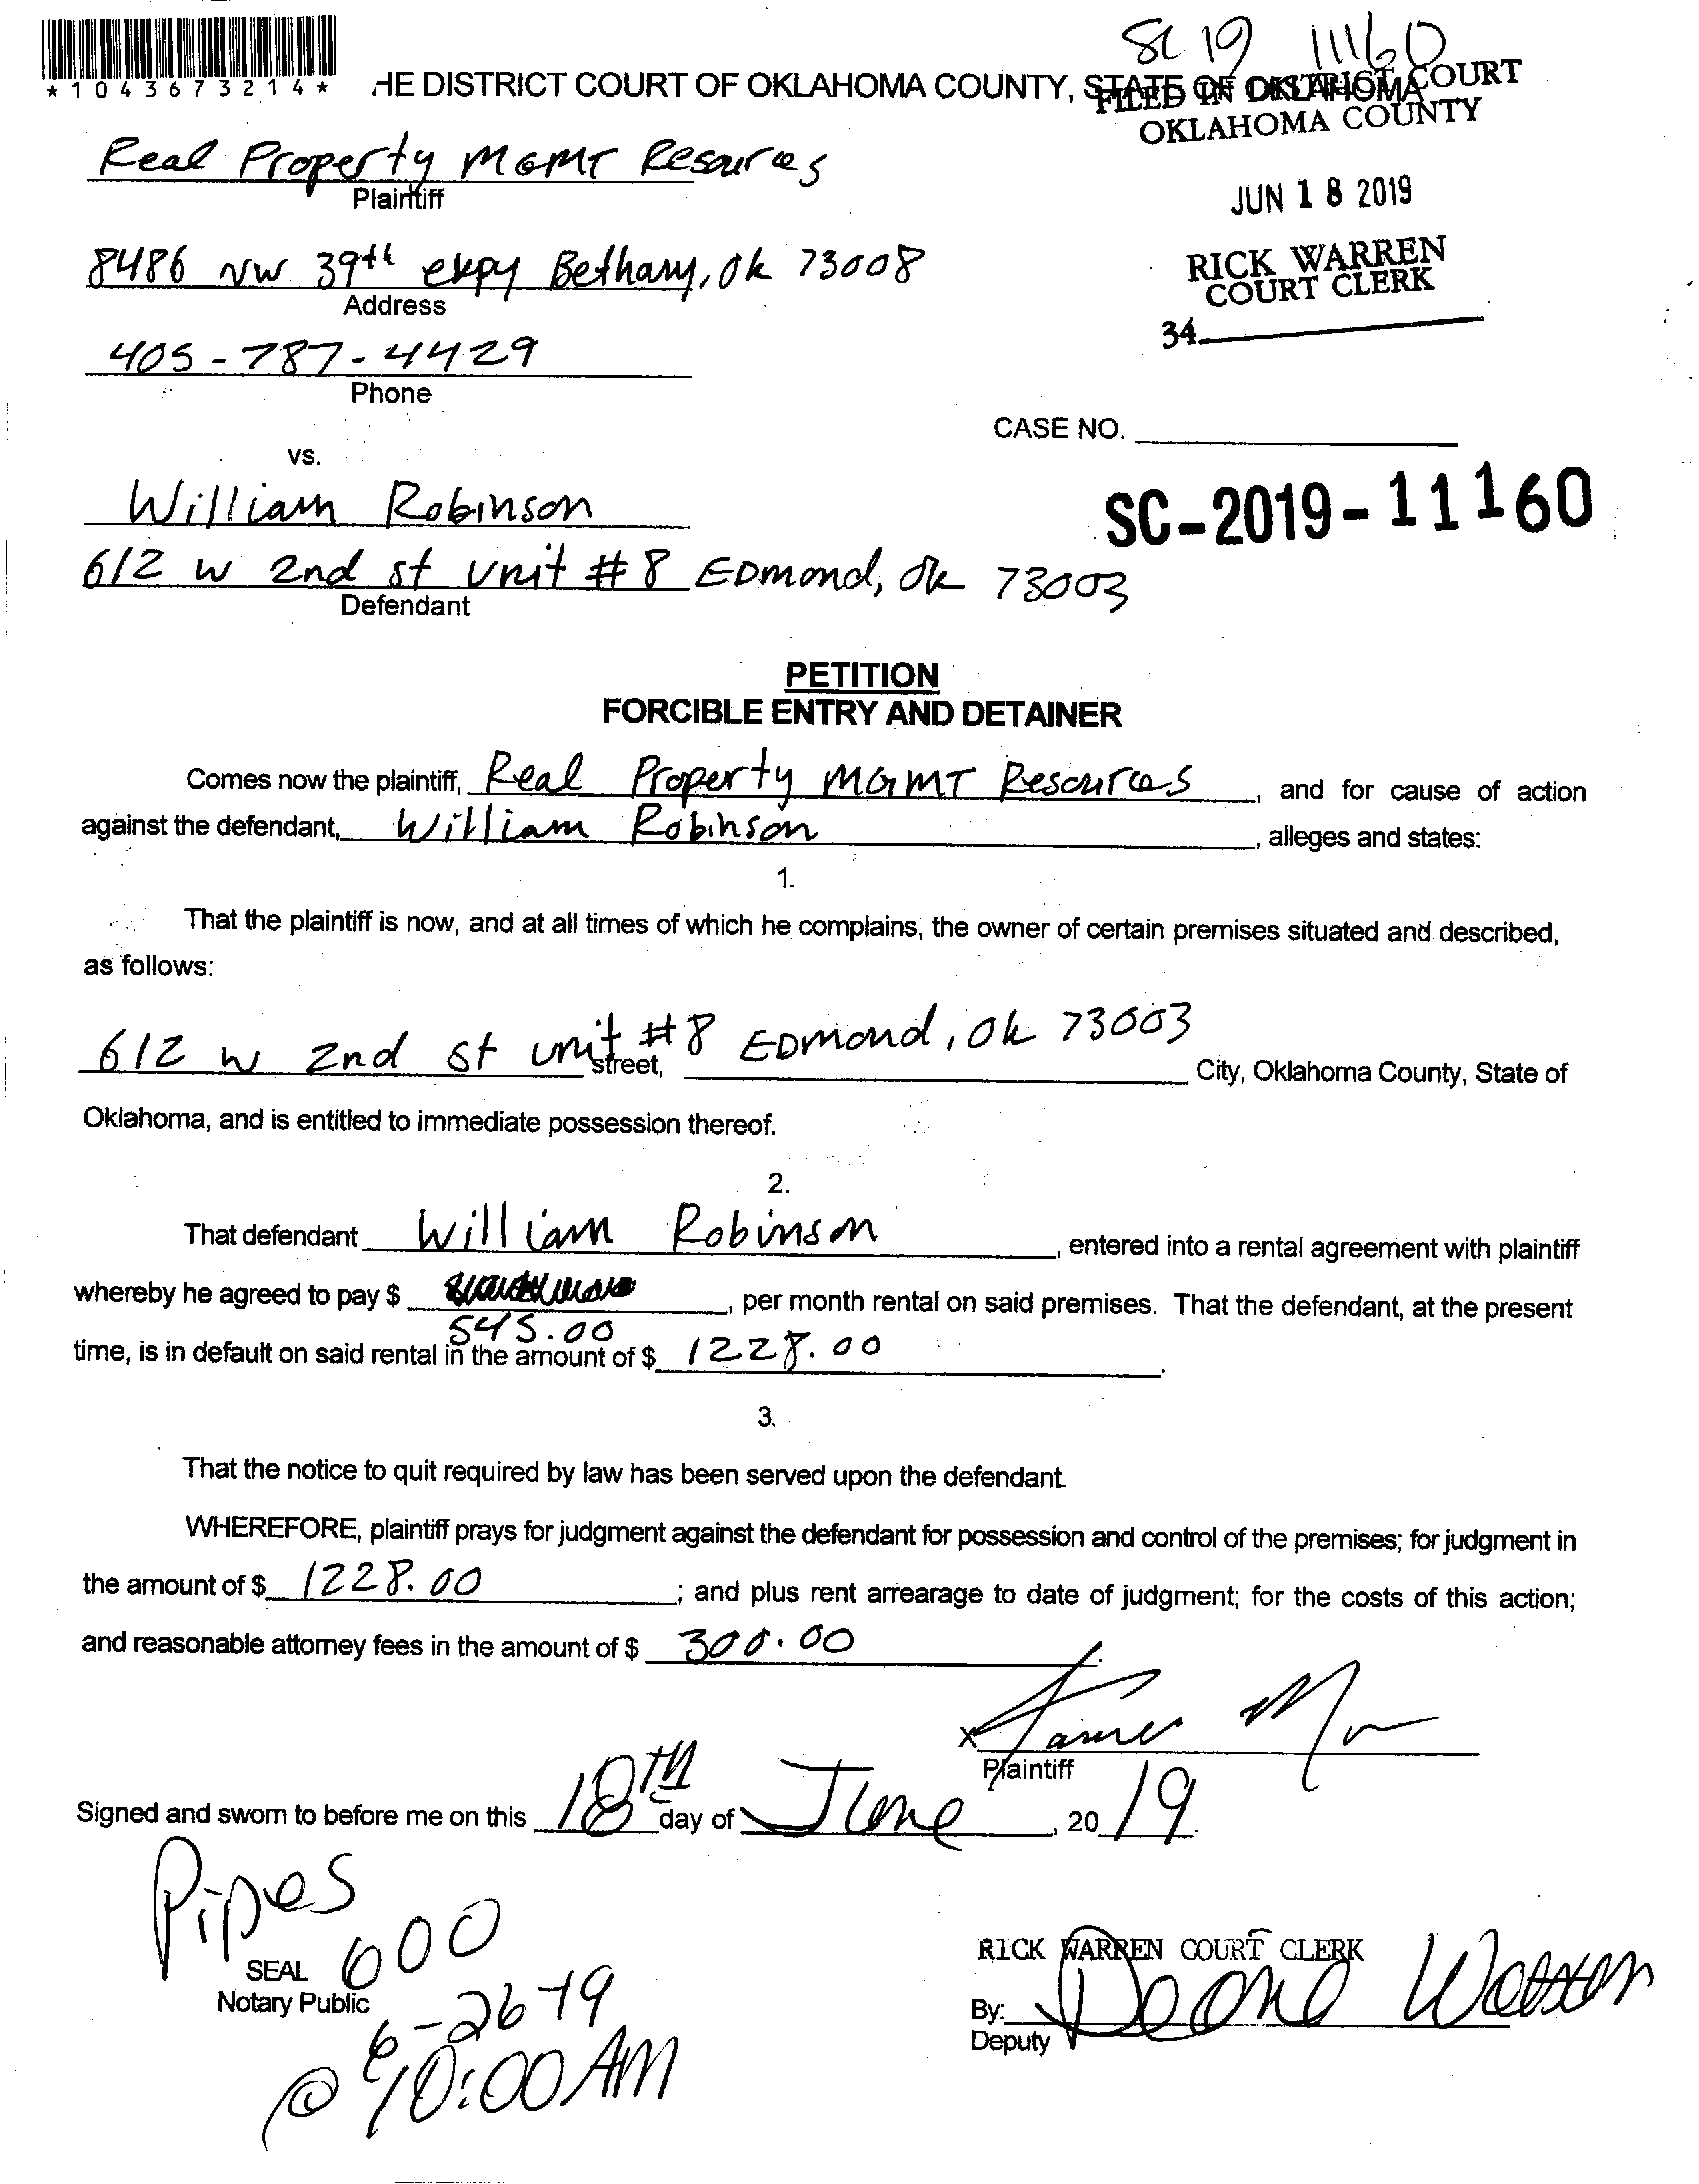 SC 19 11160
*1043673214*
HE DISTRICT COURT OF OKLAHOMA COUNTY, STATE OF OKLAHOMA
FILED IN DISTRICT COURT
OKLAHOMA COUNTY
Real Property MGMT Resources
Plaintiff
JUN 18 2019
8486 NW 39th expy Bethany, Ok 73008
Address
RICK WARREN
COURT CLERK
34
405-787-4429
Phone
CASE NO.
vs.
William Robinson
SC-2019-11160
612 W 2nd st Unit #8 Edmond, Ok 73003
Defendant
PETITION
FORCIBLE ENTRY AND DETAINER
Comes now the plaintiff, Real Property MGMT Resources, and for cause of action
against the defendant, William Robinson, alleges and states:
1.
That the plaintiff is now, and at all times of which he complains, the owner of certain premises situated and described,
as follows:
612 W 2nd st unit #8 street, Edmond, Ok 73003 City, Oklahoma County, State of
Oklahoma, and is entitled to immediate possession thereof.
2.
That defendant William Robinson, entered into a rental agreement with plaintiff
whereby he agreed to pay $ 545.00, per month rental on said premises. That the defendant, at the present
time, is in default on said rental in the amount of $ 1228.00.
3.
That the notice to quit required by law has been served upon the defendant.
WHEREFORE, plaintiff prays for judgment against the defendant for possession and control of the premises; for judgment in
the amount of $ 1228.00; and plus rent arrearage to date of judgment; for the costs of this action;
and reasonable attorney fees in the amount of $ 300.00.
X
Plaintiff
Signed and sworn to before me on this 18TH day of June, 2019.
Pipes
600
SEAL
Notary Public
6-26-19
@ 10:00 AM
RICK WARREN COURT CLERK
By:
Deputy